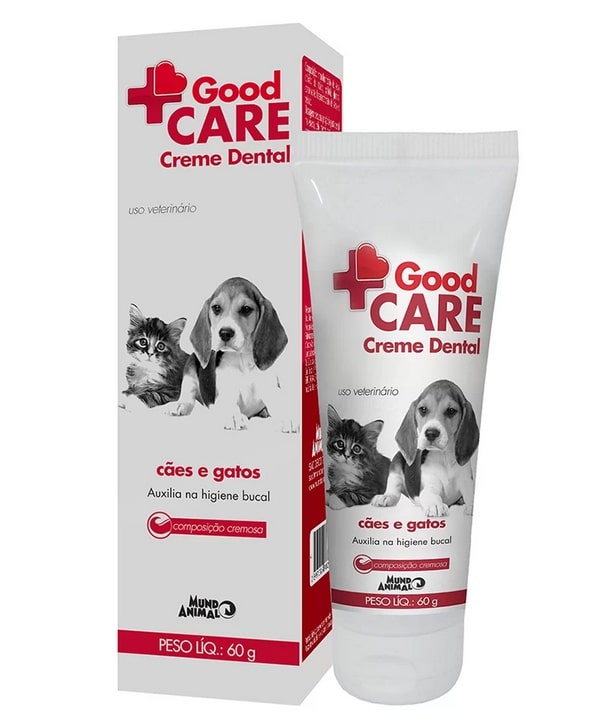 Good
CARE
Creme Dental
uso veterinário
cães e gatos
Auxilia na higiene bucal
composição cremosa
MUNDO
ANIMAL
PESO LÍQ.: 60 g
Good
CARE
Creme Dental
uso veterinário
cães e gatos
Auxilia na higiene bucal
composição cremosa
MUNDO
ANIMAL
PESO LÍQ.: 60 g